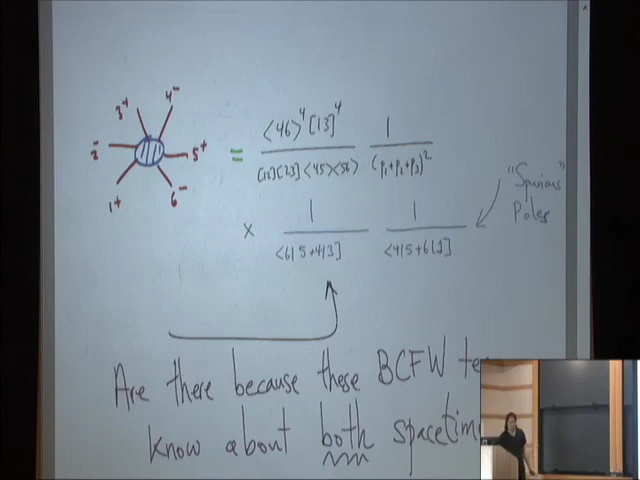 3+ 4-
2- 5+
1+ 6-
= <46>⁴ [13]⁴ / [12][23]<45><56> 1 / (p₁+p₂+p₃)²
× 1 / <6|5+4|3] 1 / <4|5+6|1]
"Spurious" Poles
Are there because these BCFW
know about both